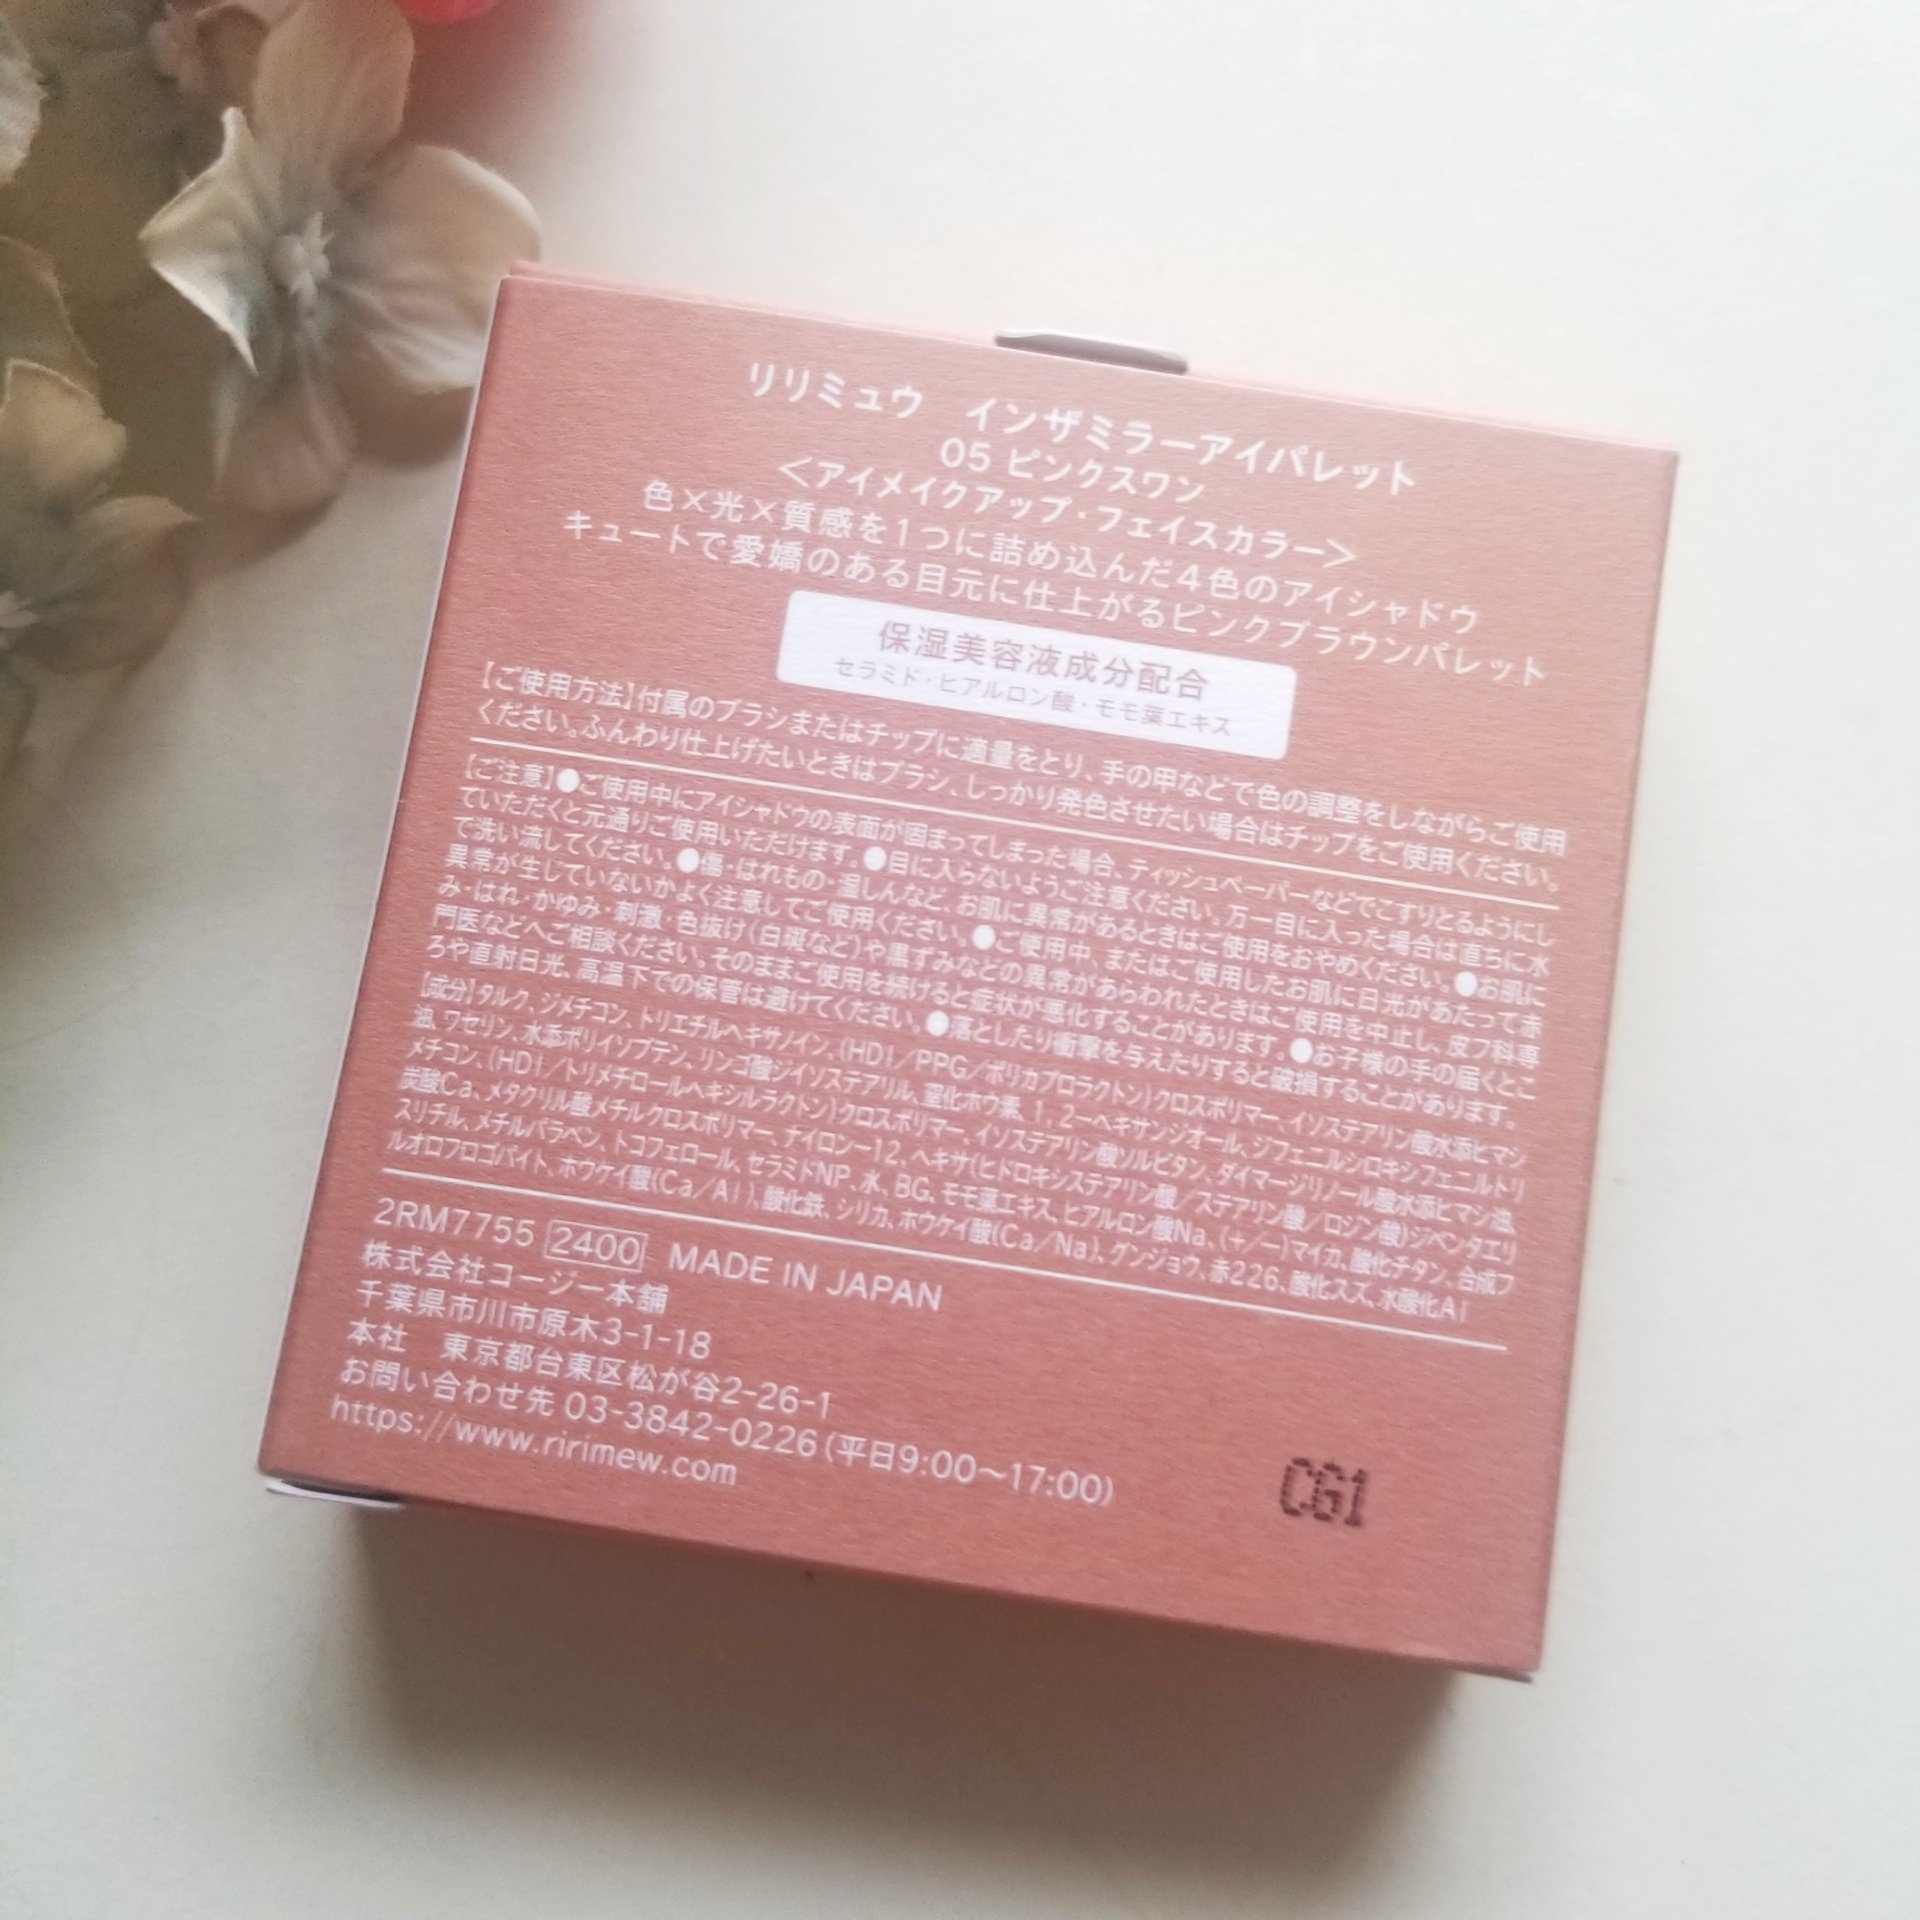 リリミュウ　インザミラーアイパレット
05 ピンクスワン
＜アイメイクアップ・フェイスカラー＞
色×光×質感を1つに詰め込んだ4色のアイシャドウ
キュートで愛嬌のある目元に仕上がるピンクブラウンパレット
保湿美容液成分配合
セラミド・ヒアルロン酸・モモ葉エキス
【ご使用方法】付属のブラシまたはチップに適量をとり、手の甲などで色の調整をしながらご使用
ください。ふんわり仕上げたいときはブラシ、しっかり発色させたい場合はチップをご使用ください。
【ご注意】●ご使用中にアイシャドウの表面が固まってしまった場合、ティッシュペーパーなどでこすりとるようにし
ていただくと元通りご使用いただけます。●目に入らないようご注意ください。万一目に入った場合は直ちに水
で洗い流してください。●傷・はれもの・湿しんなど、お肌に異常があるときはご使用をおやめください。●お肌に
異常が生じていないかよく注意してご使用ください。●ご使用中、またはご使用したお肌に日光があたって赤
み・はれ・かゆみ・刺激・色抜け(白斑など)や黒ずみなどの異常があらわれたときはご使用を中止し、皮フ科専
門医などへご相談ください。そのままご使用を続けると症状が悪化することがあります。●お子様の手の届くとこ
ろや直射日光、高温下での保管は避けてください。●落としたり衝撃を与えたりすると破損することがあります。
【成分】タルク、ジメチコン、トリエチルヘキサノイン、(HDI／PPG／ポリカプロラクトン)クロスポリマー、イソステアリン酸水添ヒマシ
油、ワセリン、水添ポリイソブテン、リンゴ酸ジイソステアリル、窒化ホウ素、1,2-ヘキサンジオール、ジフェニルシロキシフェニルトリ
メチコン、(HDI／トリメチロールヘキシルラクトン)クロスポリマー、イソステアリン酸ソルビタン、ダイマージリノール酸水添ヒマシ油、
炭酸Ca、メタクリル酸メチルクロスポリマー、ナイロン-12、ヘキサ(ヒドロキシステアリン酸／ステアリン酸／ロジン酸)ジペンタエリ
スリチル、メチルパラベン、トコフェロール、セラミドNP、水、BG、モモ葉エキス、ヒアルロン酸Na、(+/-)マイカ、酸化チタン、合成フ
ルオロフロゴパイト、ホウケイ酸(Ca／Al)、酸化鉄、シリカ、ホウケイ酸(Ca／Na)、グンジョウ、赤226、酸化スズ、水酸化Al
2RM7755 2400 MADE IN JAPAN
株式会社コージー本舗
千葉県市川市原木3-1-18
本社　東京都台東区松が谷2-26-1
お問い合わせ先 03-3842-0226(平日9:00～17:00)
https://www.ririmew.com
CG1